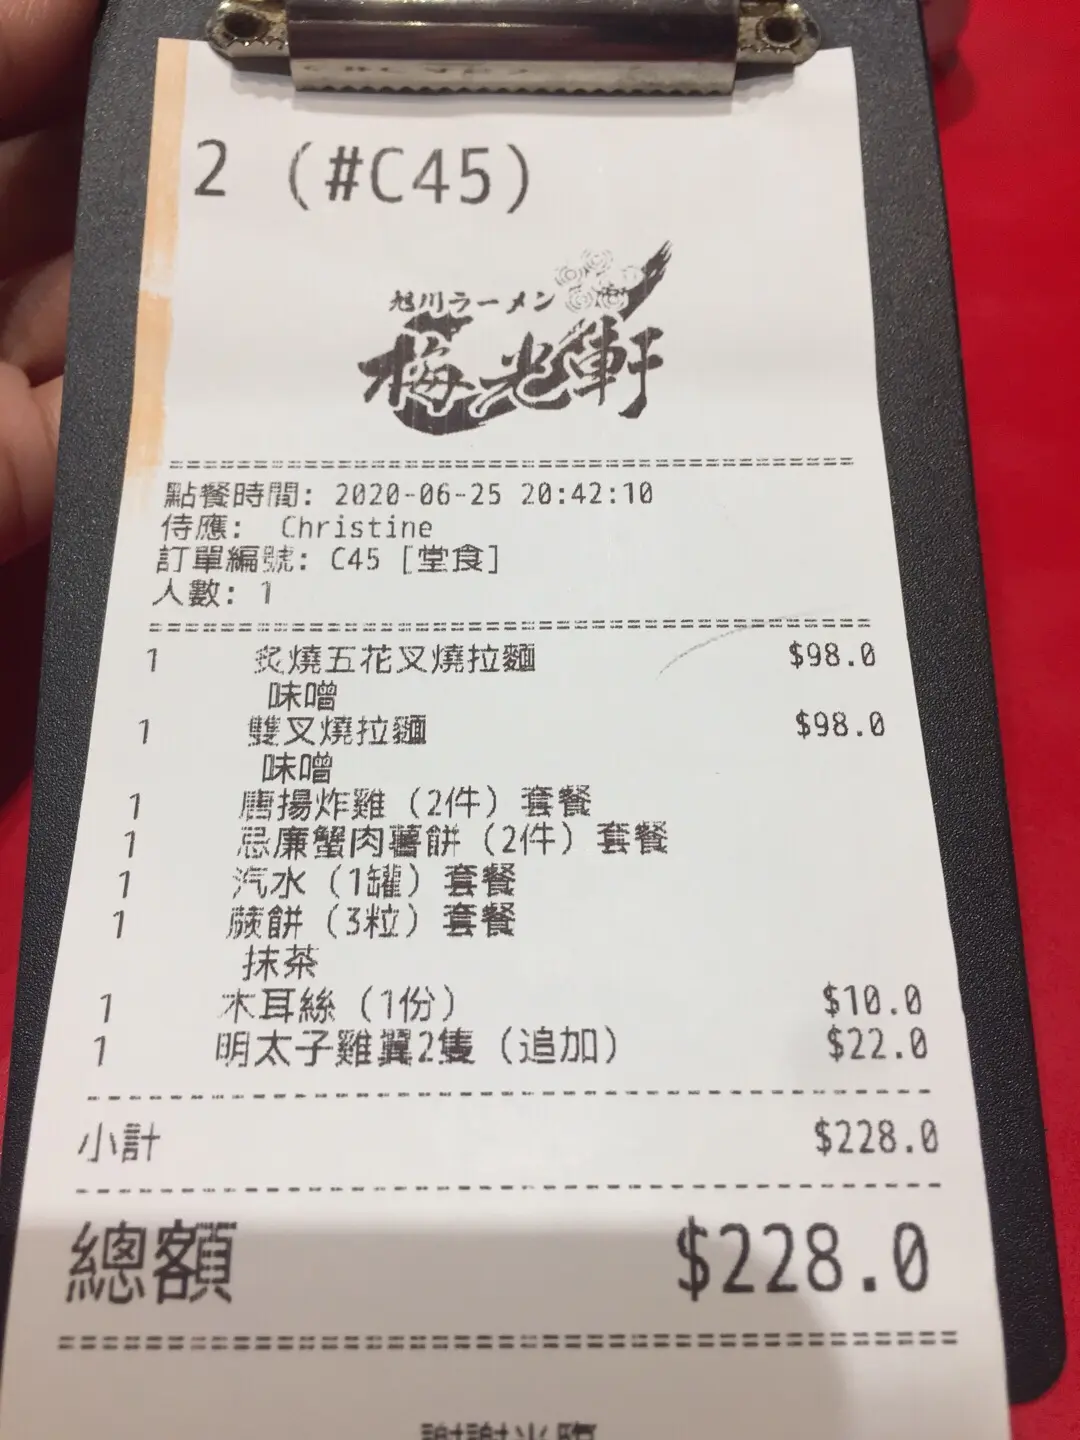 2 (#C45)
旭川ラーメン
梅光軒
點餐時間: 2020-06-25 20:42:10
侍應: Christine
訂單編號: C45 [堂食]
人數: 1
1 炙燒五花叉燒拉麵 $98.0
味噌
1 雙叉燒拉麵 $98.0
味噌
1 唐揚炸雞 (2件) 套餐
1 忌廉蟹肉薯餅 (2件) 套餐
1 汽水 (1罐) 套餐
1 蕨餅 (3粒) 套餐
抹茶
1 木耳絲 (1份) $10.0
1 明太子雞翼2隻 (追加) $22.0
小計 $228.0
總額 $228.0
謝謝光臨